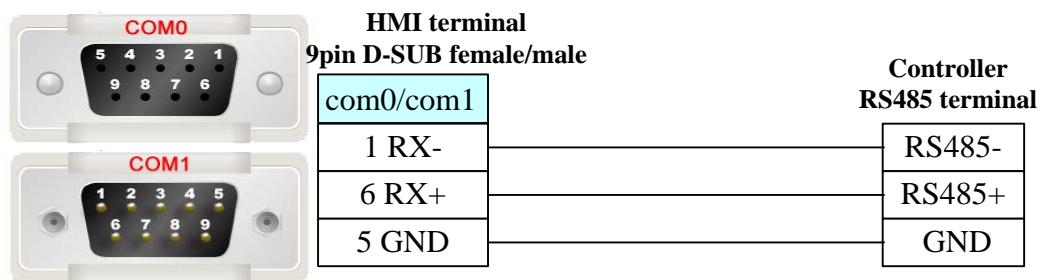 COM0
5 4 3 2 1
9 8 7 6
COM1
1 2 3 4 5
6 7 8 9
HMI terminal
9pin D-SUB female/male
com0/com1
1 RX-
6 RX+
5 GND
Controller
RS485 terminal
RS485-
RS485+
GND